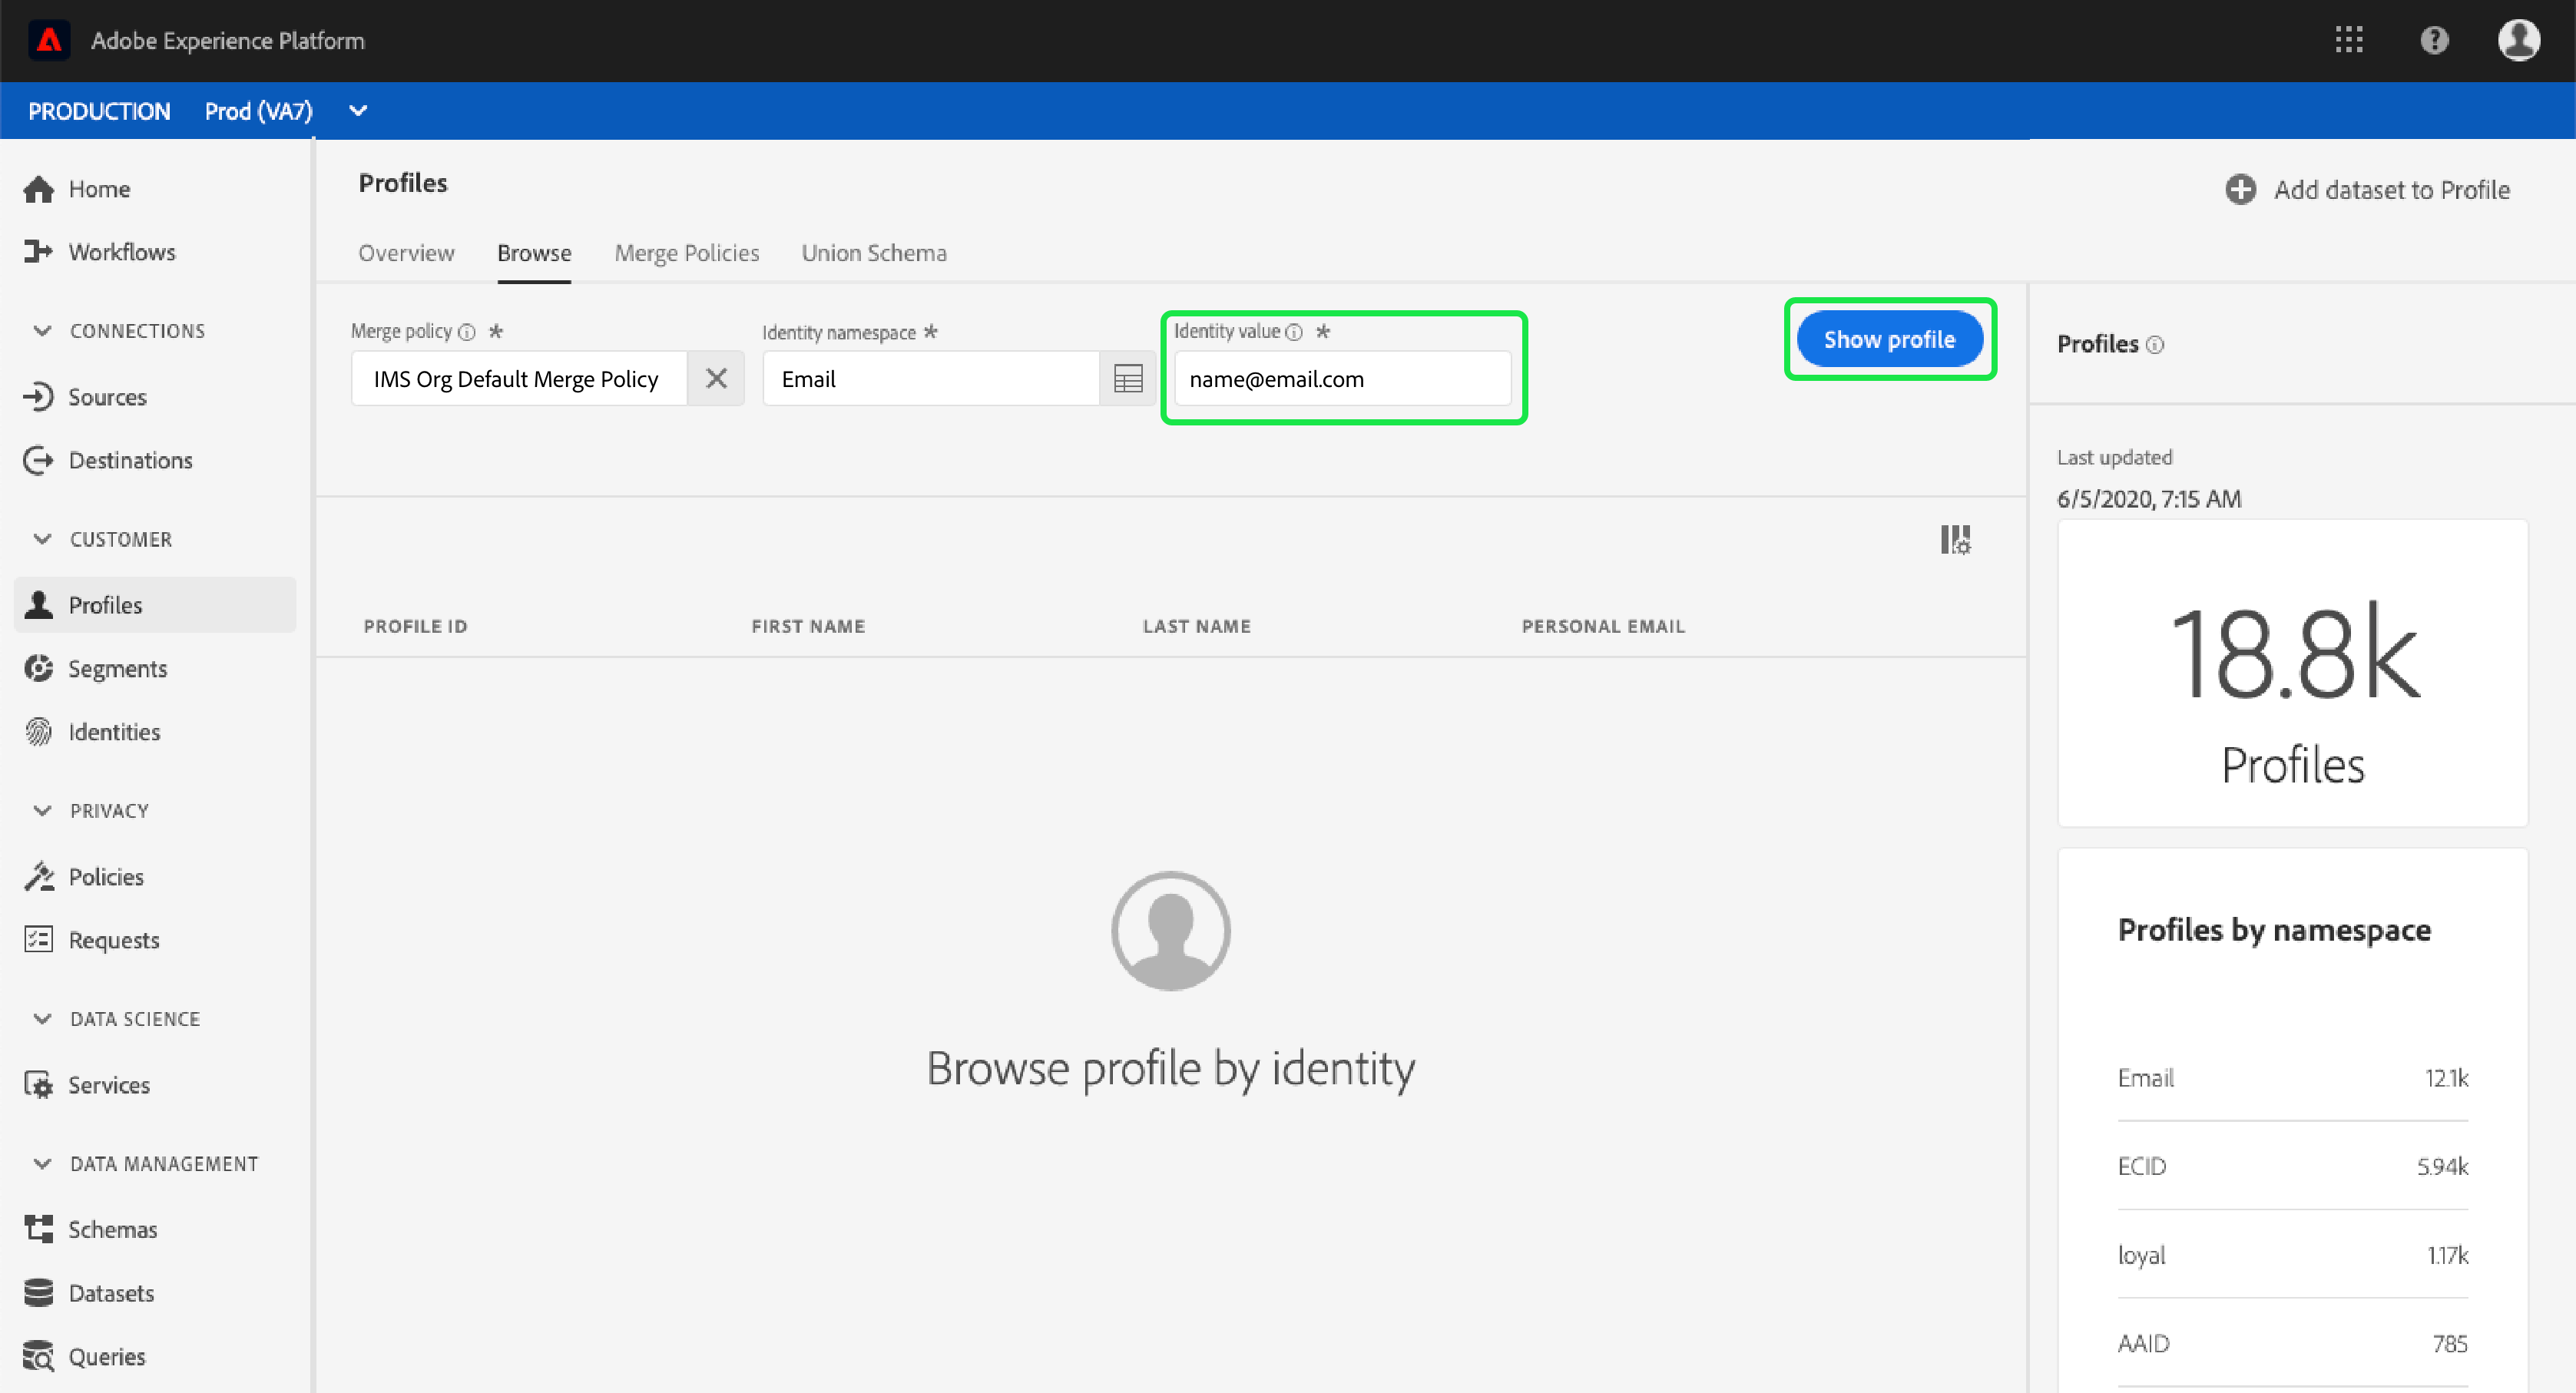 Adobe Experience Platform
PRODUCTION Prod (VA7)
Home
Workflows
CONNECTIONS
Sources
Destinations
CUSTOMER
Profiles
Segments
Identities
PRIVACY
Policies
Requests
DATA SCIENCE
Services
DATA MANAGEMENT
Schemas
Datasets
Queries
Profiles
Add dataset to Profile
Overview Browse Merge Policies Union Schema
Merge policy * Identity namespace * Identity value *
IMS Org Default Merge Policy Email name@email.com
Show profile
PROFILE ID FIRST NAME LAST NAME PERSONAL EMAIL
Browse profile by identity
Profiles
Last updated
6/5/2020, 7:15 AM
18.8k
Profiles
Profiles by namespace
Email 12.1k
ECID 5.94k
loyal 1.17k
AAID 785